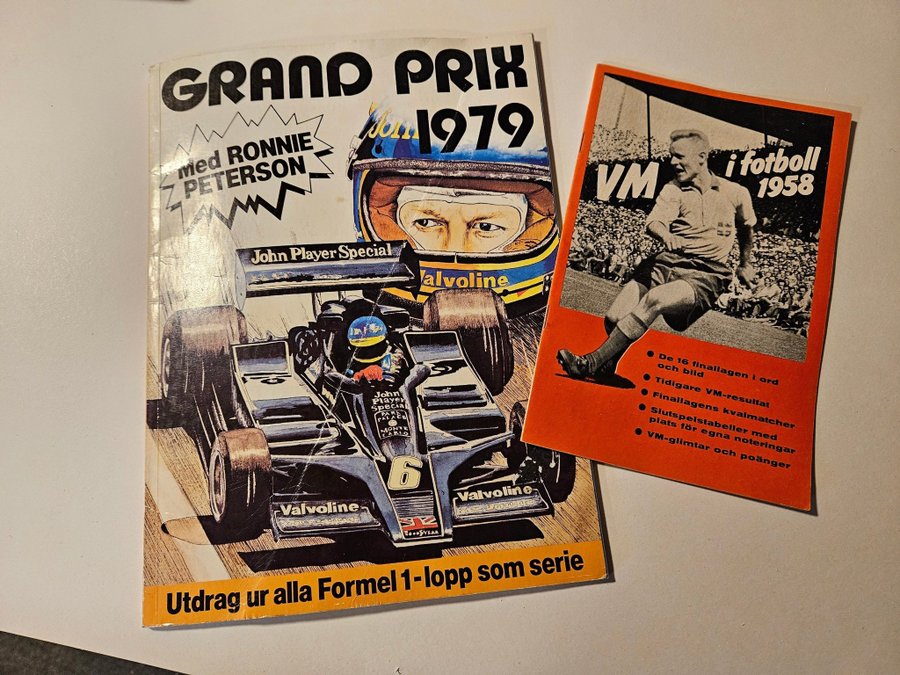 GRAND PRIX
1979
Med RONNIE
PETERSON
John
John Player Special
Valvoline
John
Player
Special
6
Valvoline
Valvoline
GOODYEAR
Utdrag ur alla Formel 1-lopp som serie
VM i fotboll
1958
• De 16 finallagen i ord
och bild
• Tidigare VM-resultat
• Finallagens kvalmatcher
• Slutspelstabeller med
plats för egna noteringar
• VM-glimtar och poänger